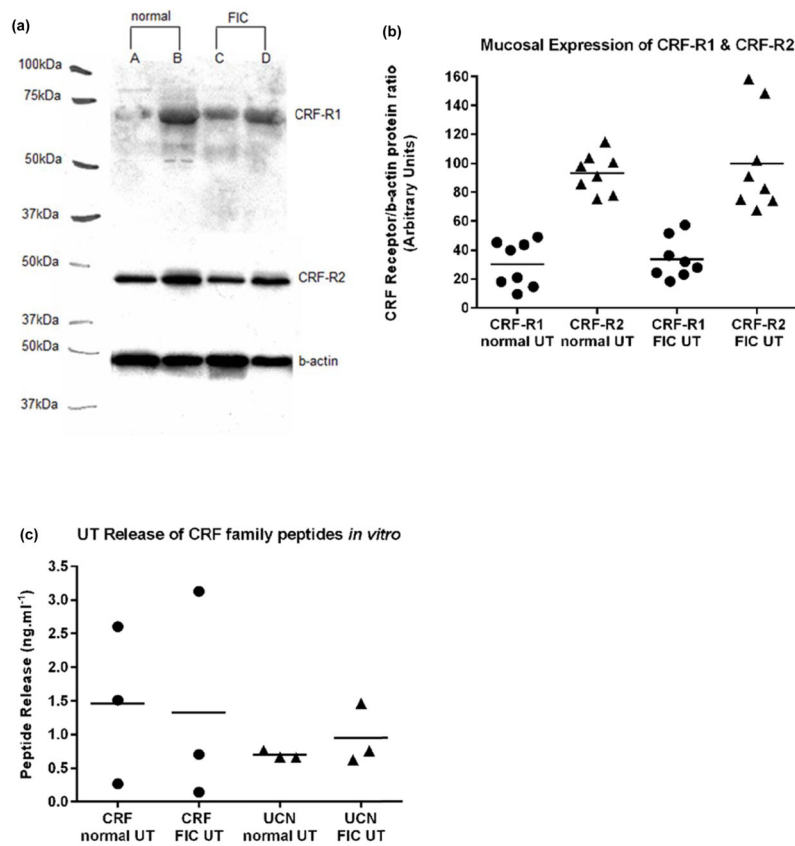 (a)
normal FIC
A B C D
100kDa
75kDa
CRF-R1
50kDa
37kDa
50kDa
CRF-R2
37kDa
50kDa
b-actin
37kDa
(b)
Mucosal Expression of CRF-R1 & CRF-R2
CRF Receptor/b-actin protein ratio
(Arbitrary Units)
160
140
120
100
80
60
40
20
0
CRF-R1 CRF-R2 CRF-R1 CRF-R2
normal UT normal UT FIC UT FIC UT
(c)
UT Release of CRF family peptides in vitro
Peptide Release (ng.ml⁻¹)
3.5
3.0
2.5
2.0
1.5
1.0
0.5
0.0
CRF CRF UCN UCN
normal UT FIC UT normal UT FIC UT